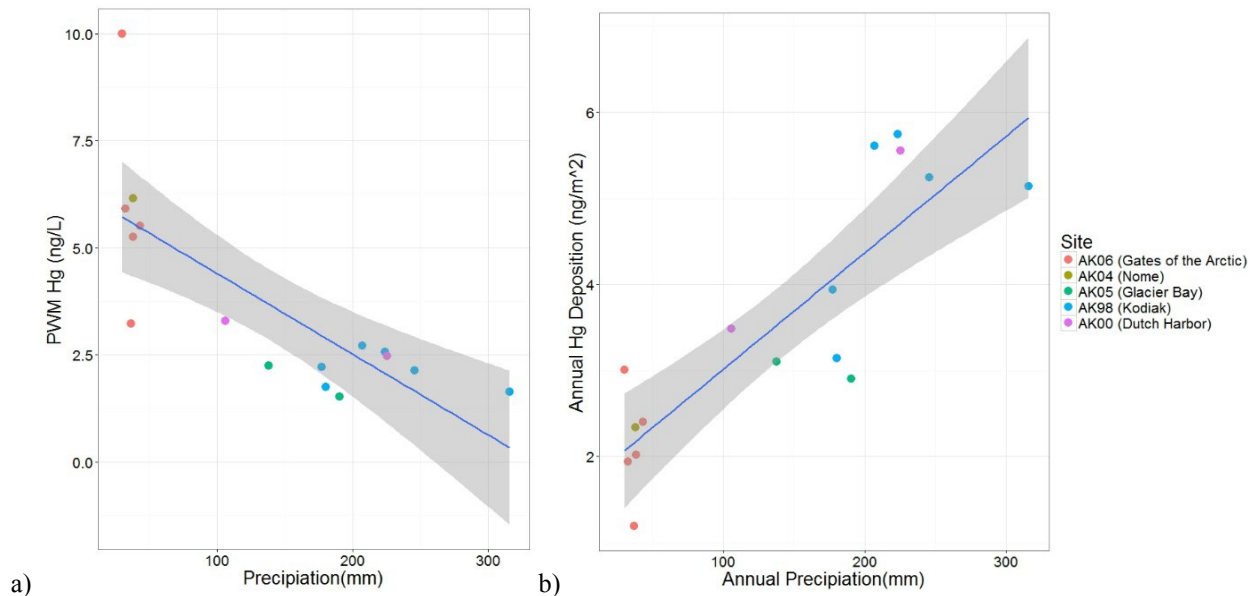 10.0
7.5
5.0
2.5
0.0
PWM Hg (ng/L)
100
200
300
Precipiation(mm)
a)
6
4
2
Annual Hg Deposition (ng/m^2)
100
200
300
Annual Precipiation(mm)
b)
Site
AK06 (Gates of the Arctic)
AK04 (Nome)
AK05 (Glacier Bay)
AK98 (Kodiak)
AK00 (Dutch Harbor)